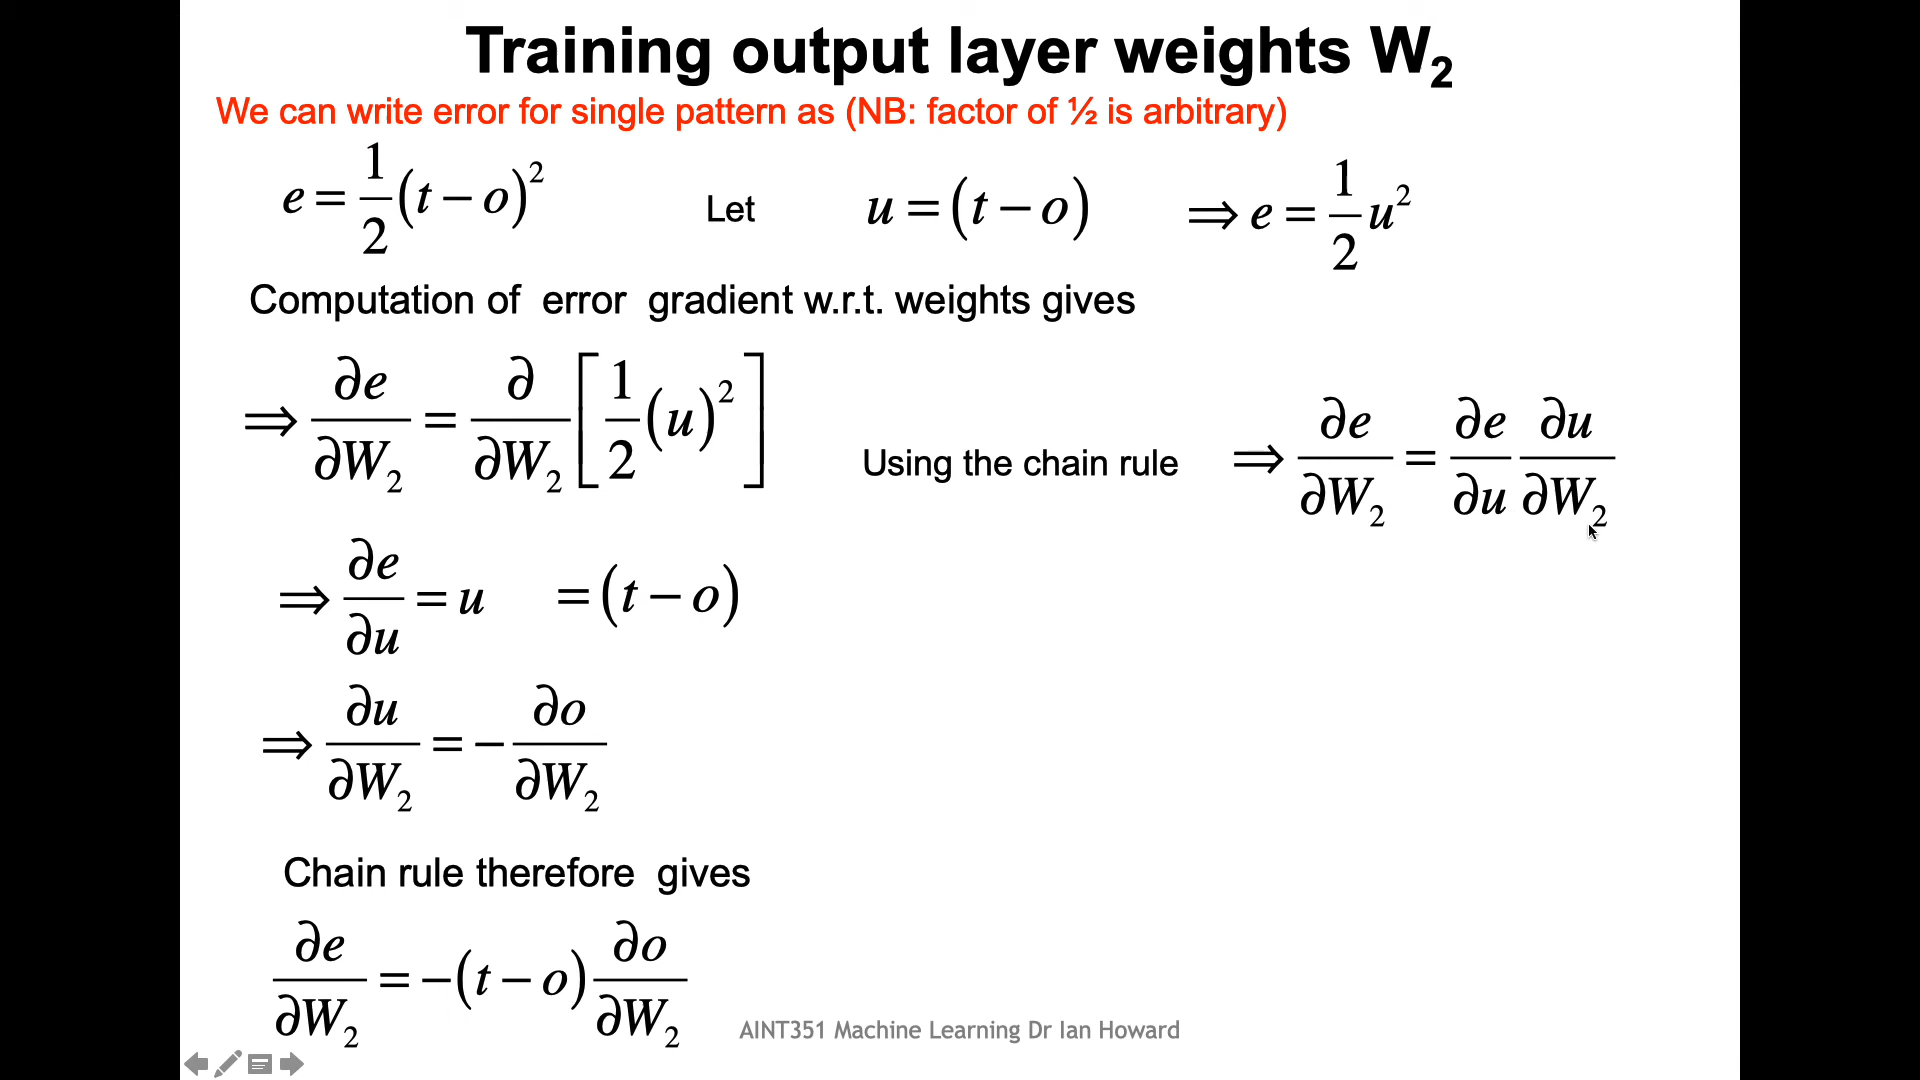 Training output layer weights W₂
We can write error for single pattern as (NB: factor of ½ is arbitrary)
e = 1/2 (t − o)² Let u = (t − o) ⇒ e = 1/2 u²
Computation of error gradient w.r.t. weights gives
⇒ ∂e/∂W₂ = ∂/∂W₂ [1/2 (u)²] Using the chain rule ⇒ ∂e/∂W₂ = ∂e/∂u ∂u/∂W₂
⇒ ∂e/∂u = u = (t − o)
⇒ ∂u/∂W₂ = − ∂o/∂W₂
Chain rule therefore gives
∂e/∂W₂ = −(t − o) ∂o/∂W₂
AINT351 Machine Learning Dr Ian Howard